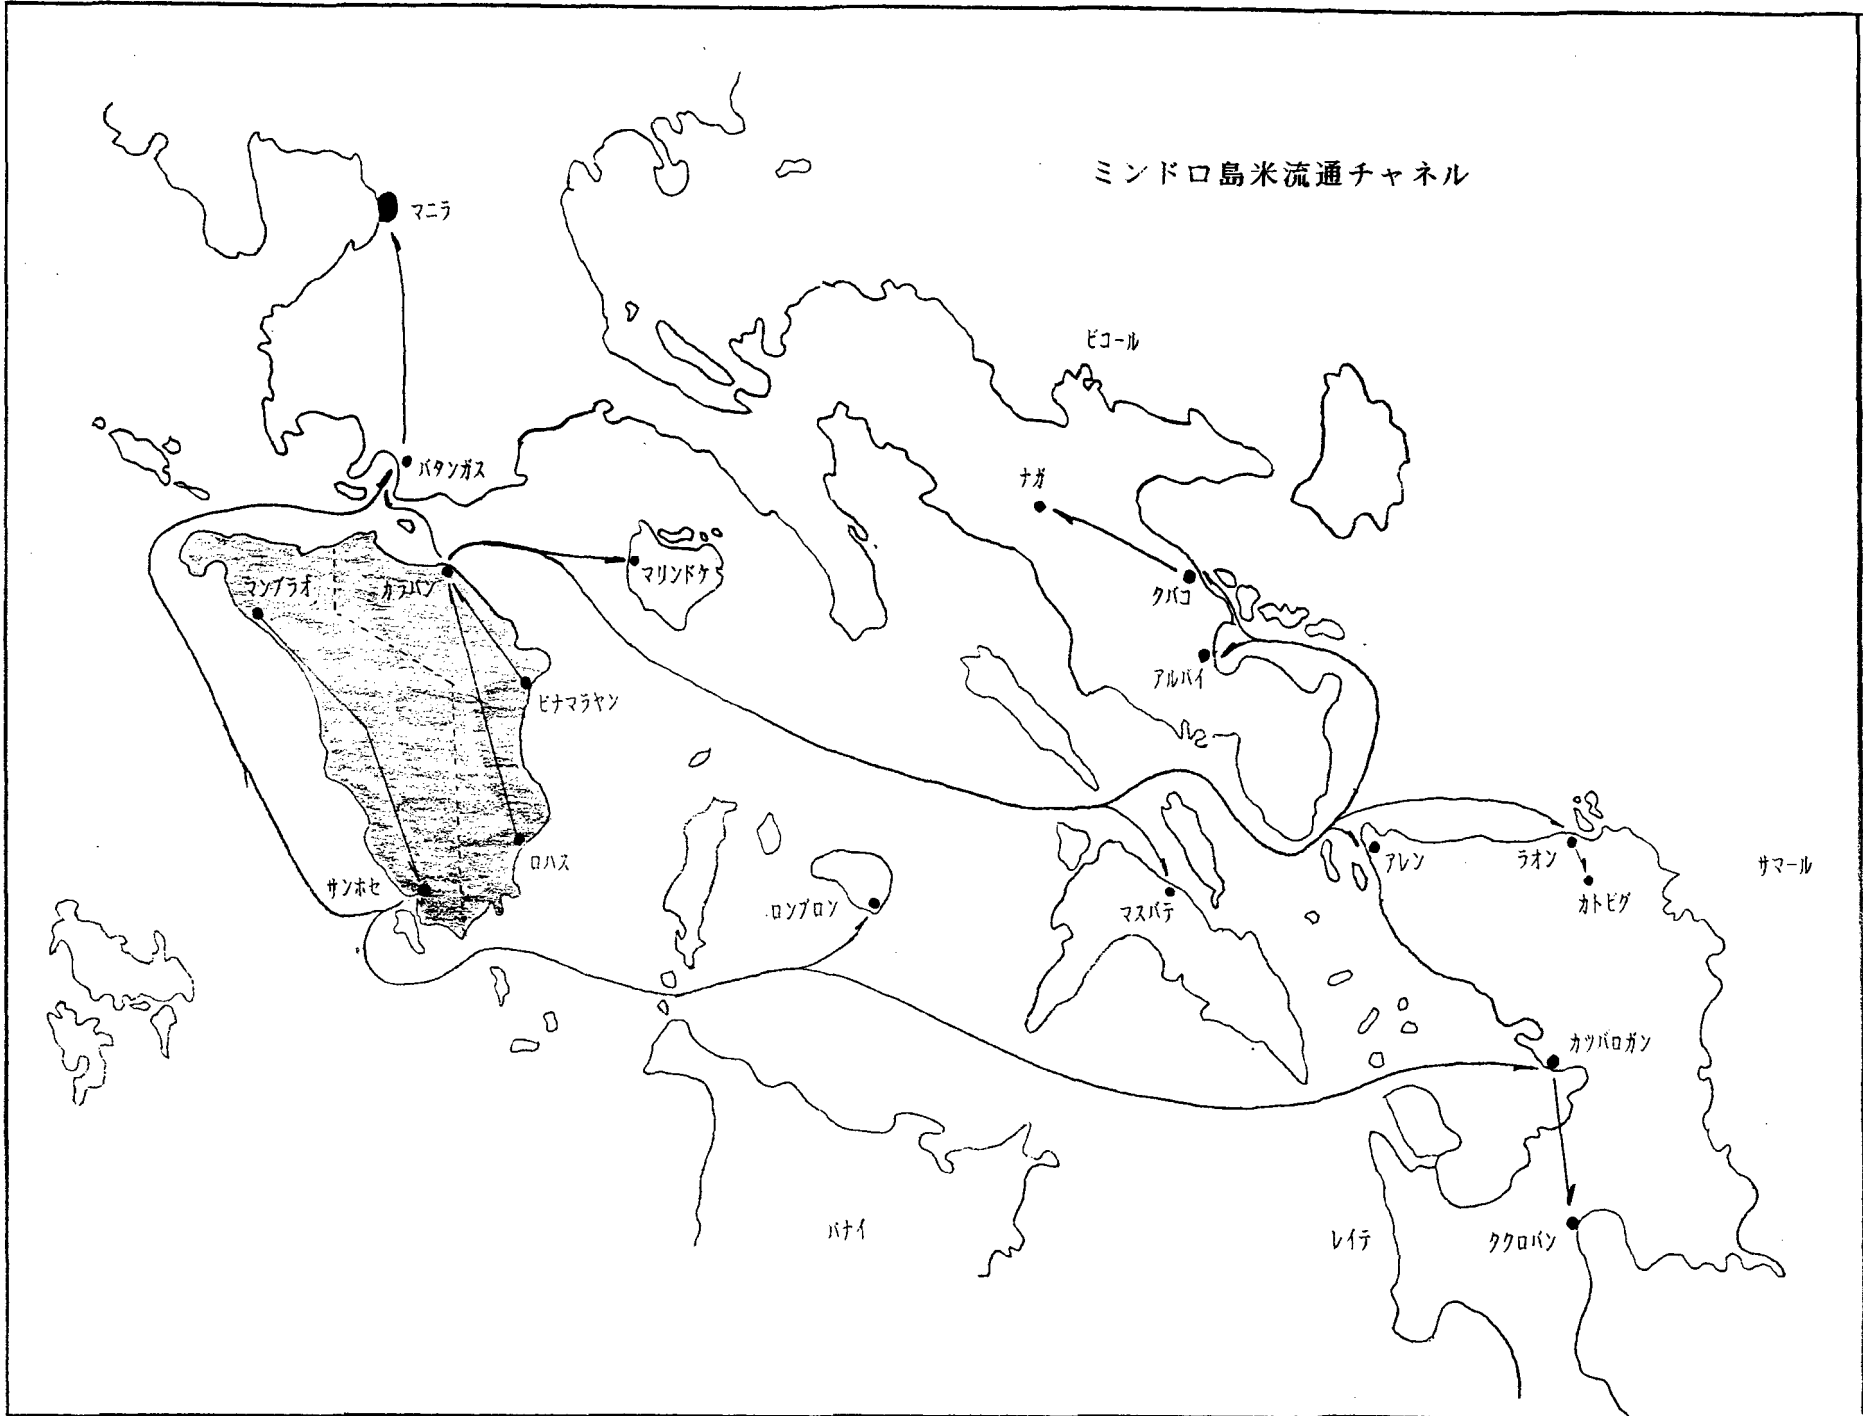 ミンドロ島米流通チャネル
マニラ
ビコール
バタンガス
ナガ
マンブラオ
カラパン
マリンドケ
タバコ
アルバイ
ピナマラヤン
サンホセ
ロハス
ロンブロン
マスバテ
アレン
ラオン
カトビグ
サマール
カツバロガン
パナイ
レイテ
タクロバン